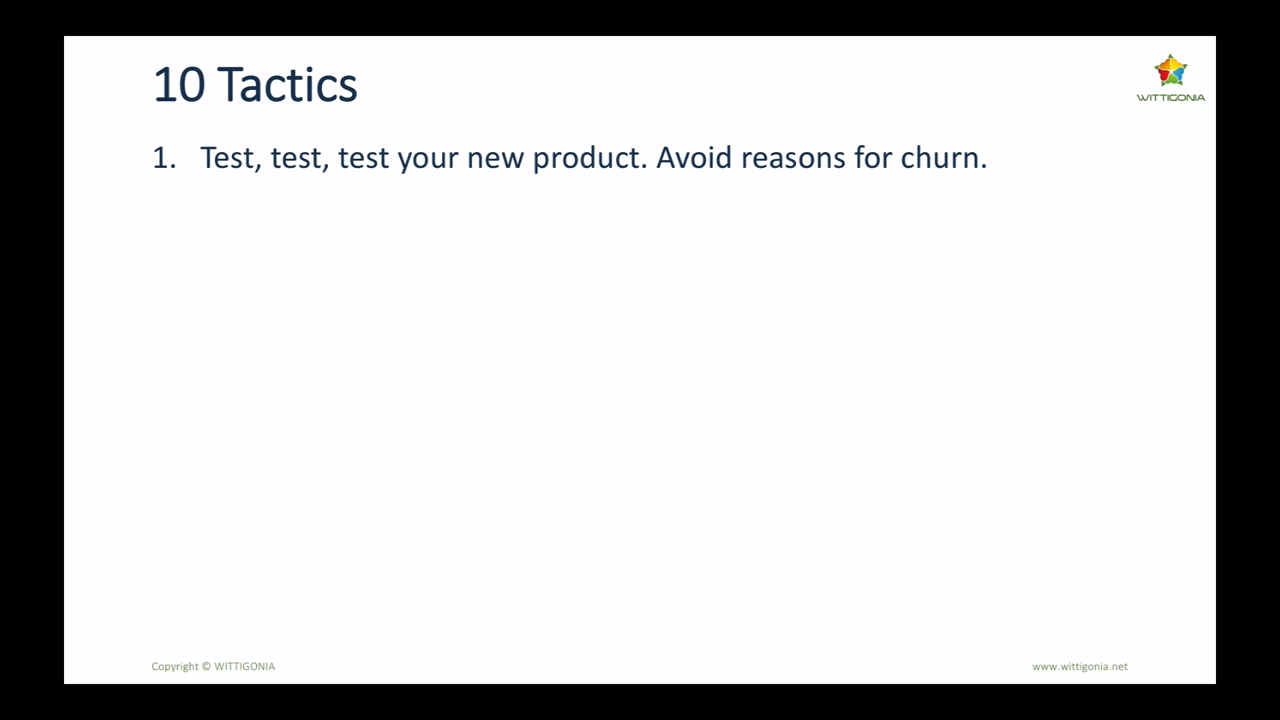 10 Tactics
WITTIGONIA
1. Test, test, test your new product. Avoid reasons for churn.
Copyright © WITTIGONIA
www.wittigonia.net